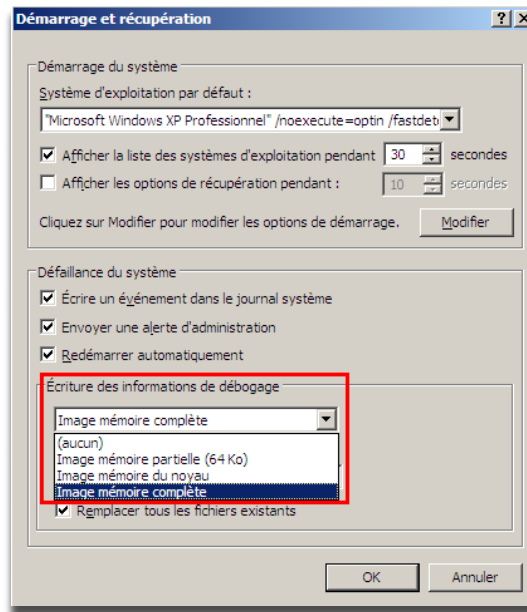 Démarrage et récupération
Démarrage du système
Système d'exploitation par défaut :
"Microsoft Windows XP Professionnel" /noexecute=optin /fastdet
Afficher la liste des systèmes d'exploitation pendant 30 secondes
Afficher les options de récupération pendant : 10 secondes
Cliquez sur Modifier pour modifier les options de démarrage. Modifier
Défaillance du système
Écrire un événement dans le journal système
Envoyer une alerte d'administration
Redémarrer automatiquement
Écriture des informations de débogage
Image mémoire complète
(aucun)
Image mémoire partielle (64 Ko)
Image mémoire du noyau
Image mémoire complète
Remplacer tous les fichiers existants
OK Annuler